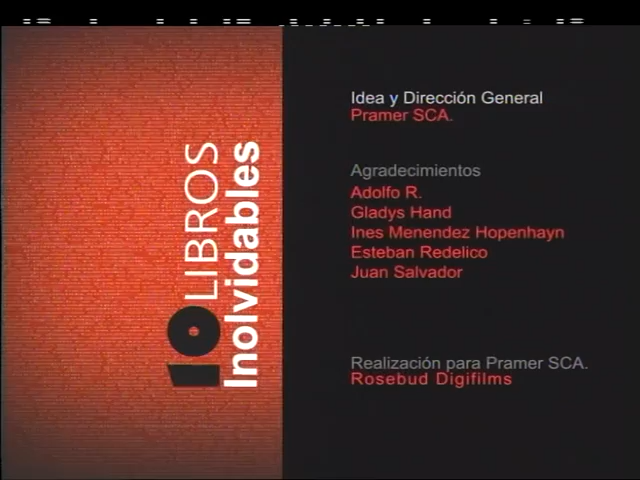 10 LIBROS
Inolvidables
Idea y Dirección General
Pramer SCA.
Agradecimientos
Adolfo R.
Gladys Hand
Ines Menendez Hopenhayn
Esteban Redelico
Juan Salvador
Realización para Pramer SCA.
Rosebud Digifilms